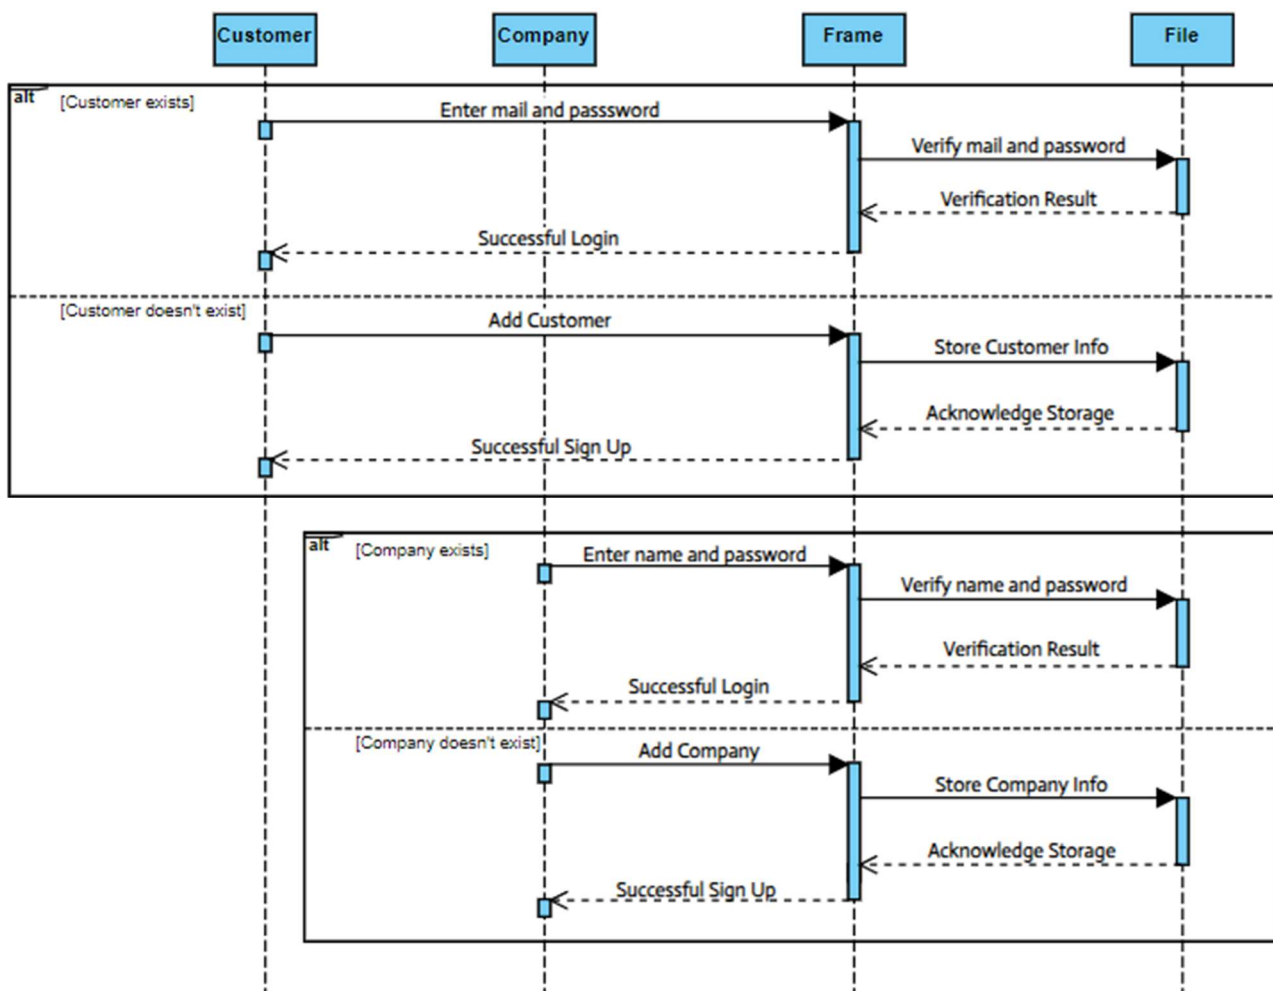 Customer
Company
Frame
File
alt
[Customer exists]
Enter mail and passsword
Verify mail and password
Verification Result
Successful Login
[Customer doesn't exist]
Add Customer
Store Customer Info
Acknowledge Storage
Successful Sign Up
alt
[Company exists]
Enter name and password
Verify name and password
Verification Result
Successful Login
[Company doesn't exist]
Add Company
Store Company Info
Acknowledge Storage
Successful Sign Up